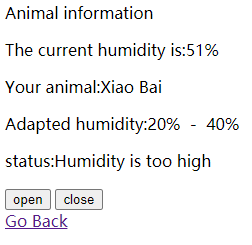 Animal information
The current humidity is:51%
Your animal:Xiao Bai
Adapted humidity:20% - 40%
status:Humidity is too high
open close
Go Back